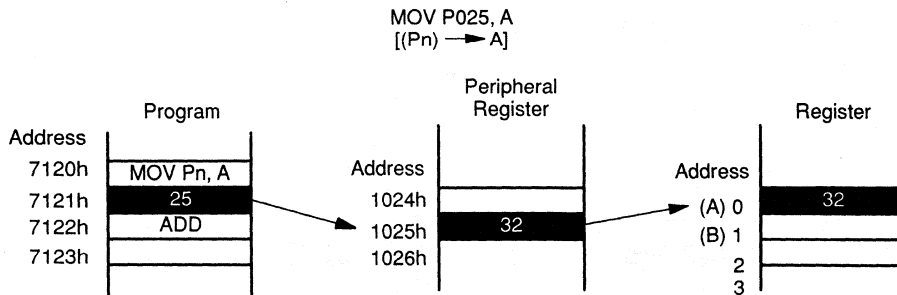 MOV P025, A
[(Pn) → A]
Program
Address
7120h
MOV Pn, A
7121h
25
7122h
ADD
7123h
Peripheral
Register
Address
1024h
1025h
32
1026h
Register
Address
(A) 0
32
(B) 1
2
3